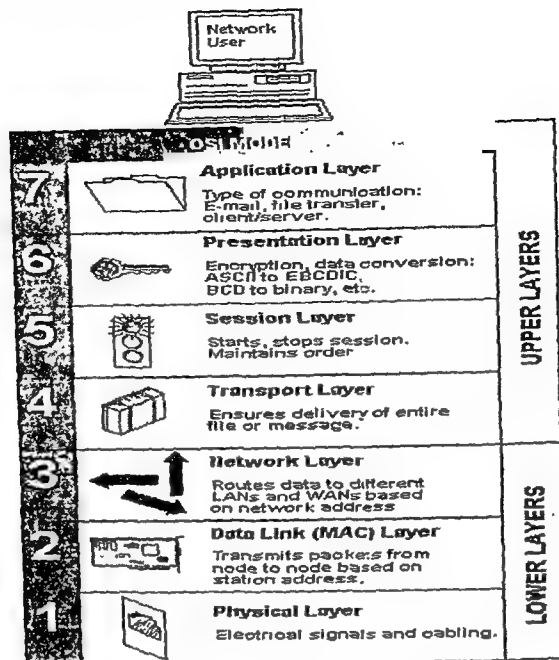 Network
User
OSI MODE
7
Application Layer
Type of communication:
E-mail, file transfer,
client/server.
6
Presentation Layer
Encryption, data conversion:
ASCII to EBCDIC,
BCD to binary, etc.
5
Session Layer
Starts, stops session.
Maintains order
4
Transport Layer
Ensures delivery of entire
file or message.
3
Network Layer
Routes data to different
LANs and WANs based
on network address
2
Data Link (MAC) Layer
Transmits packets from
node to node based on
station address.
1
Physical Layer
Electrical signals and cabling.
UPPER LAYERS
LOWER LAYERS